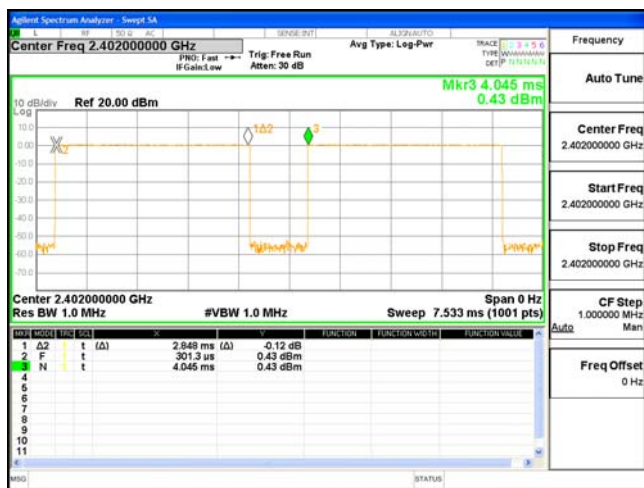 Agilent Spectrum Analyzer - Swept SA
L RF 50 Ω AC SENSE:INT ALIGNAUTO
Center Freq 2.402000000 GHz
PNO: Fast
IFGain:Low
Trig: Free Run
Atten: 30 dB
Avg Type: Log-Pwr
TRACE 1 2 3 4 5 6
TYPE
DET P N N N N N
Mkr3 4.045 ms
0.43 dBm
10 dB/div Ref 20.00 dBm
Log
10.0
0.00
-10.0
-20.0
-30.0
-40.0
-50.0
-60.0
-70.0
2
1Δ2
3
Center 2.402000000 GHz Span 0 Hz
Res BW 1.0 MHz #VBW 1.0 MHz Sweep 7.533 ms (1001 pts)
MKR MODE TRC SCL X Y FUNCTION FUNCTION WIDTH FUNCTION VALUE
1 Δ2 t (Δ) 2.848 ms (Δ) -0.12 dB
2 F t 301.3 µs 0.43 dBm
3 N t 4.045 ms 0.43 dBm
4
5
6
7
8
9
10
11
MSG STATUS
Frequency
Auto Tune
Center Freq
2.402000000 GHz
Start Freq
2.402000000 GHz
Stop Freq
2.402000000 GHz
CF Step
1.000000 MHz
Auto Man
Freq Offset
0 Hz